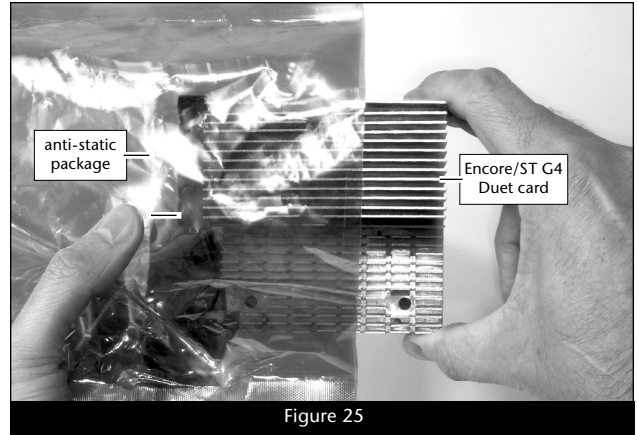 anti-static
package
Encore/ST G4
Duet card
Figure 25